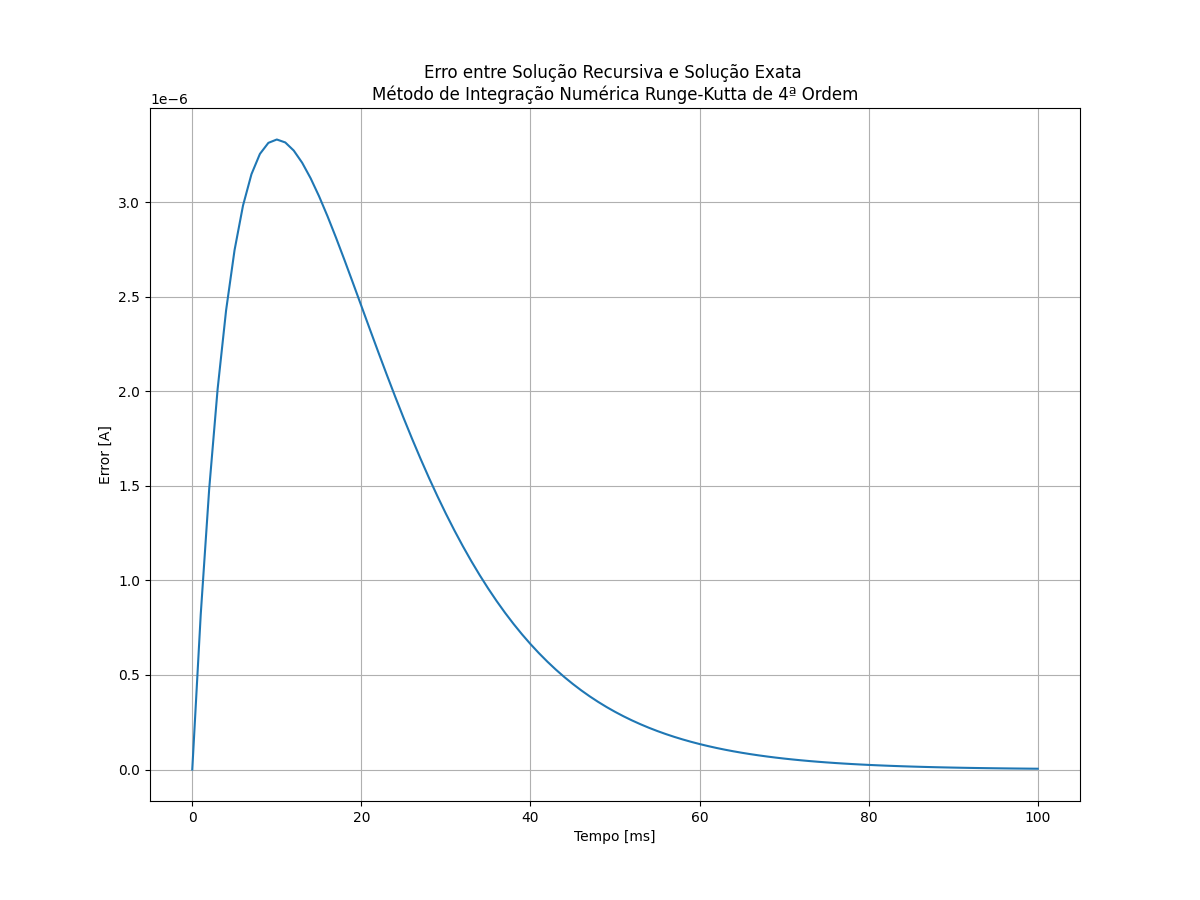 Erro entre Solução Recursiva e Solução Exata
Método de Integração Numérica Runge-Kutta de 4ª Ordem
1e−6
3.0
2.5
2.0
1.5
1.0
0.5
0.0
Error [A]
0 20 40 60 80 100
Tempo [ms]